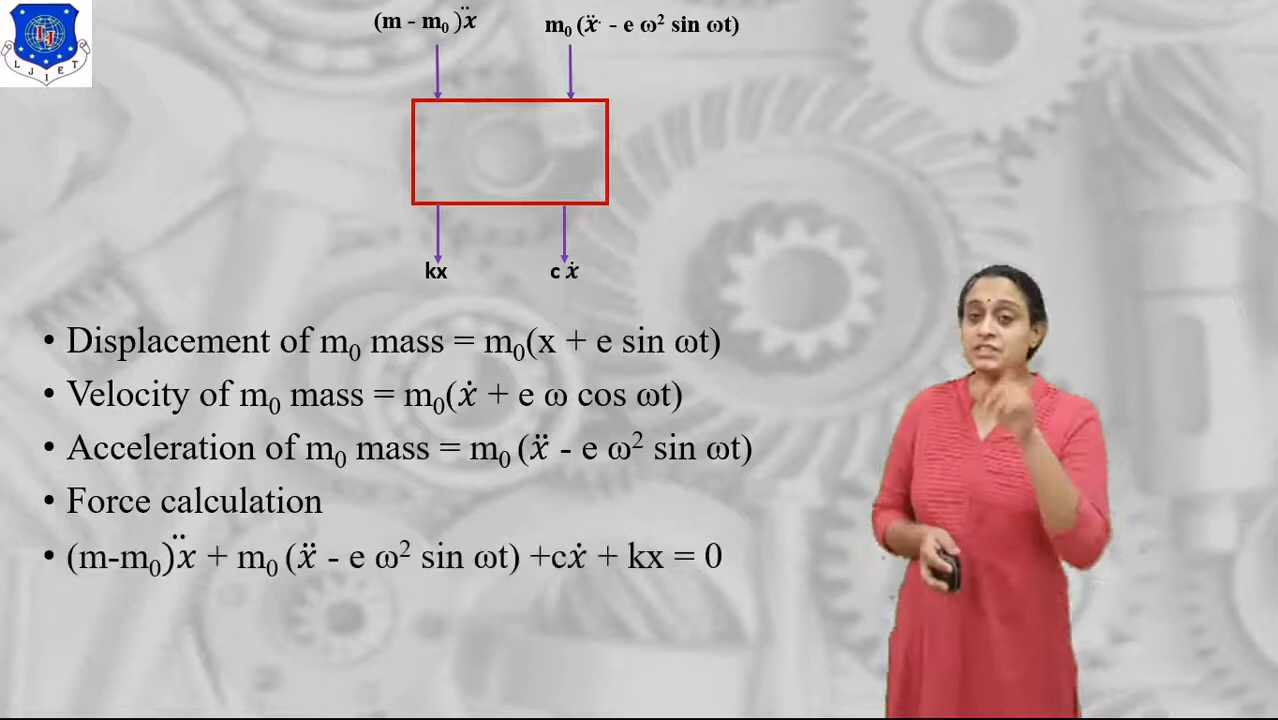 LJIET
(m - m₀)ẍ
m₀ (ẍ - e ω² sin ωt)
kx
c ẋ
• Displacement of m₀ mass = m₀(x + e sin ωt)
• Velocity of m₀ mass = m₀(ẋ + e ω cos ωt)
• Acceleration of m₀ mass = m₀ (ẍ - e ω² sin ωt)
• Force calculation
• (m-m₀)ẍ + m₀ (ẍ - e ω² sin ωt) +cẋ + kx = 0